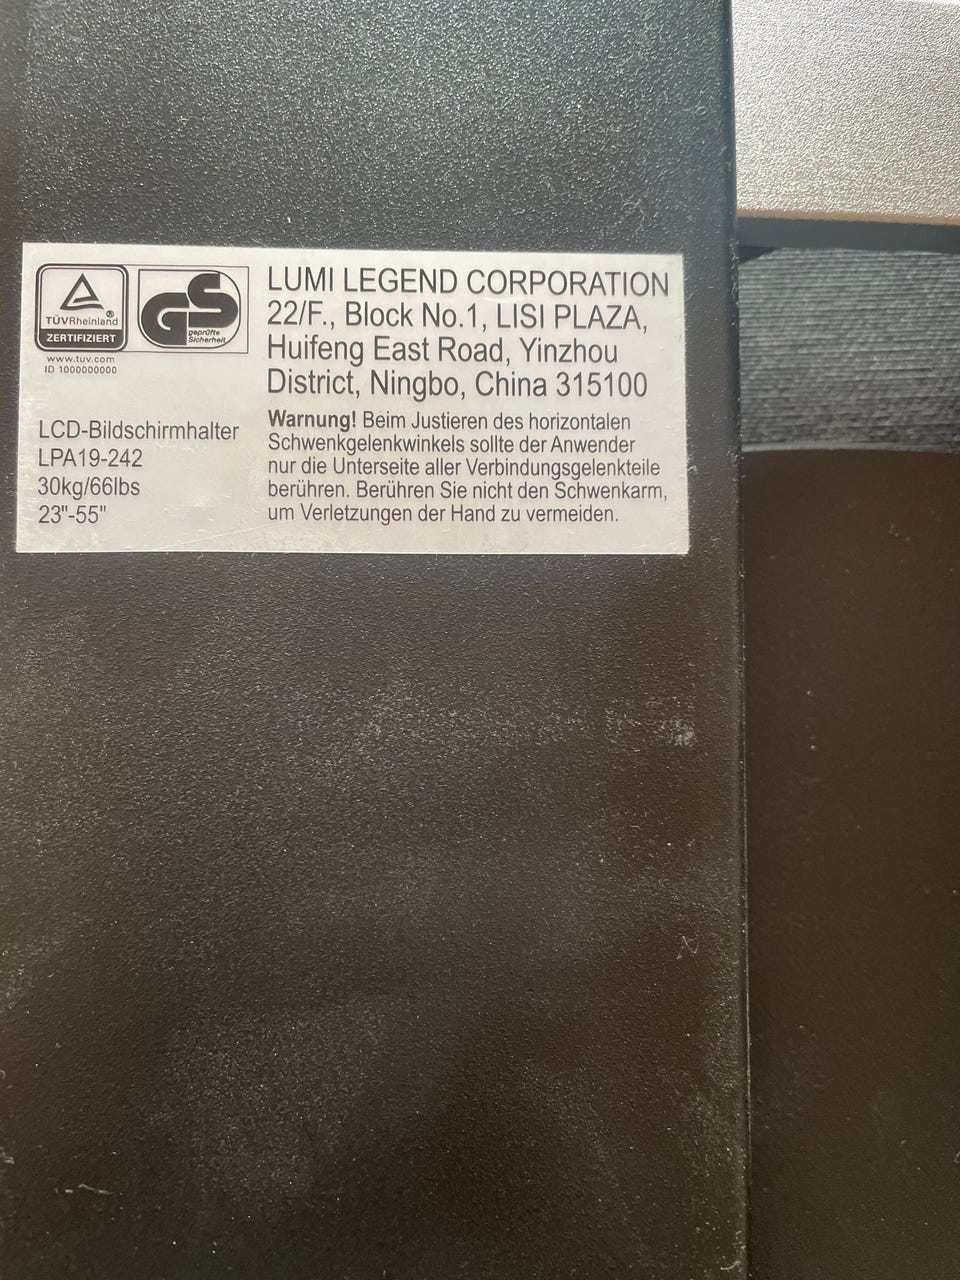 TÜVRheinland®
ZERTIFIZIERT
www.tuv.com
ID 1000000000
GS
geprüfte
Sicherheit
LCD-Bildschirmhalter
LPA19-242
30kg/66lbs
23"-55"
LUMI LEGEND CORPORATION
22/F., Block No.1, LISI PLAZA,
Huifeng East Road, Yinzhou
District, Ningbo, China 315100
Warnung! Beim Justieren des horizontalen
Schwenkgelenkwinkels sollte der Anwender
nur die Unterseite aller Verbindungsgelenkteile
berühren. Berühren Sie nicht den Schwenkarm,
um Verletzungen der Hand zu vermeiden.